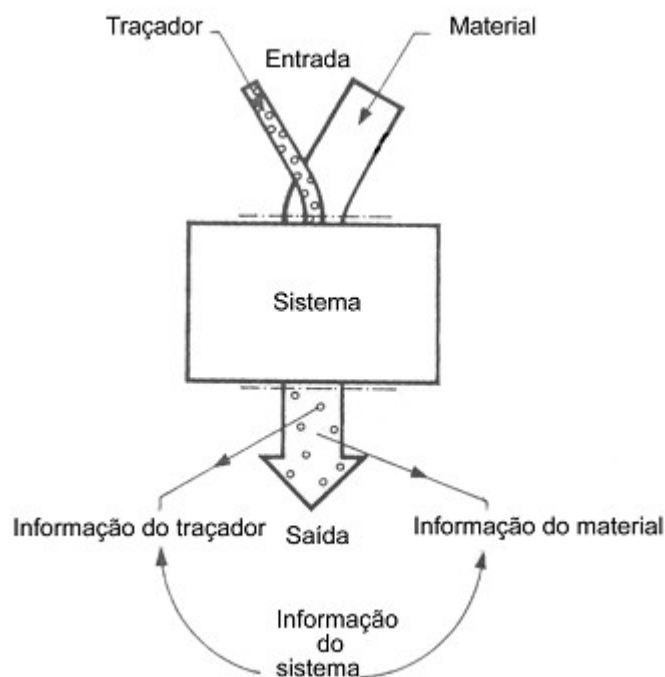 Traçador
Material
Entrada
Sistema
Informação do traçador
Saída
Informação do material
Informação
do
sistema